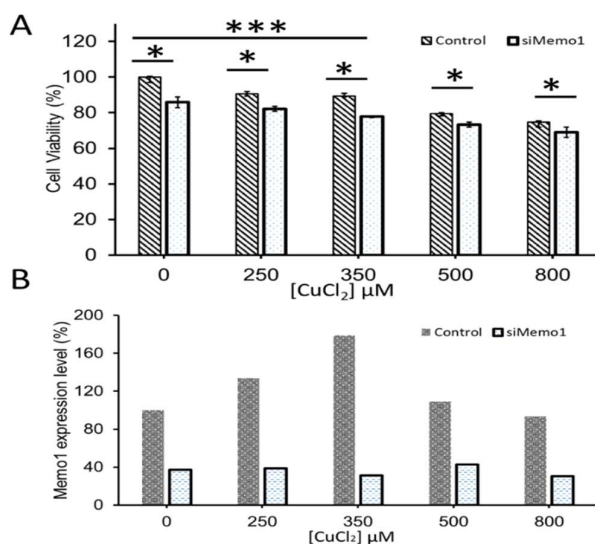 A
Cell Viability (%)
120
100
80
60
40
20
0
***
* * * * *
Control siMemo1
0 250 350 500 800
[CuCl₂] µM
B
Memo1 expression level (%)
200
160
120
80
40
0
Control siMemo1
0 250 350 500 800
[CuCl₂] µM